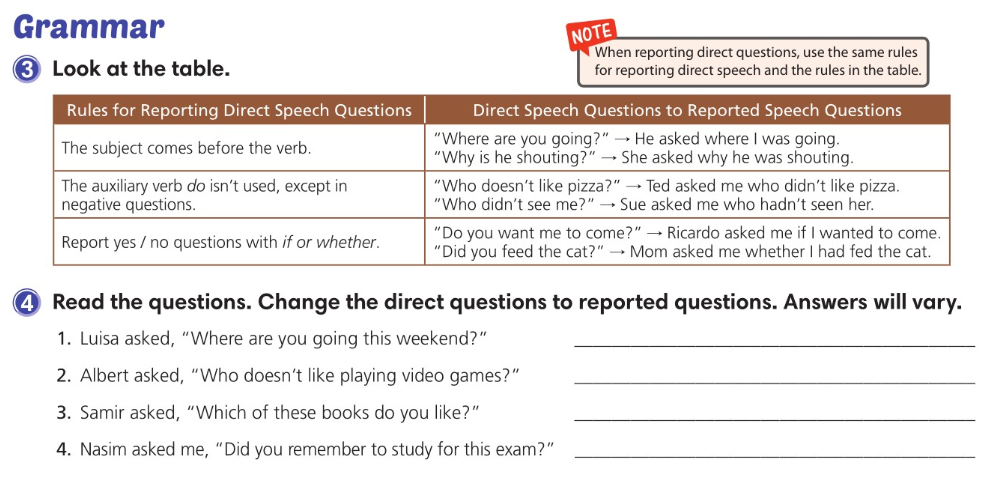 Grammar
NOTE
When reporting direct questions, use the same rules
for reporting direct speech and the rules in the table.
3 Look at the table.
Rules for Reporting Direct Speech Questions
Direct Speech Questions to Reported Speech Questions
The subject comes before the verb.
"Where are you going?" → He asked where I was going.
"Why is he shouting?" → She asked why he was shouting.
The auxiliary verb do isn't used, except in
negative questions.
"Who doesn't like pizza?" → Ted asked me who didn't like pizza.
"Who didn't see me?" → Sue asked me who hadn't seen her.
Report yes / no questions with if or whether.
"Do you want me to come?" → Ricardo asked me if I wanted to come.
"Did you feed the cat?" → Mom asked me whether I had fed the cat.
4 Read the questions. Change the direct questions to reported questions. Answers will vary.
1. Luisa asked, "Where are you going this weekend?"
2. Albert asked, "Who doesn't like playing video games?"
3. Samir asked, "Which of these books do you like?"
4. Nasim asked me, "Did you remember to study for this exam?"